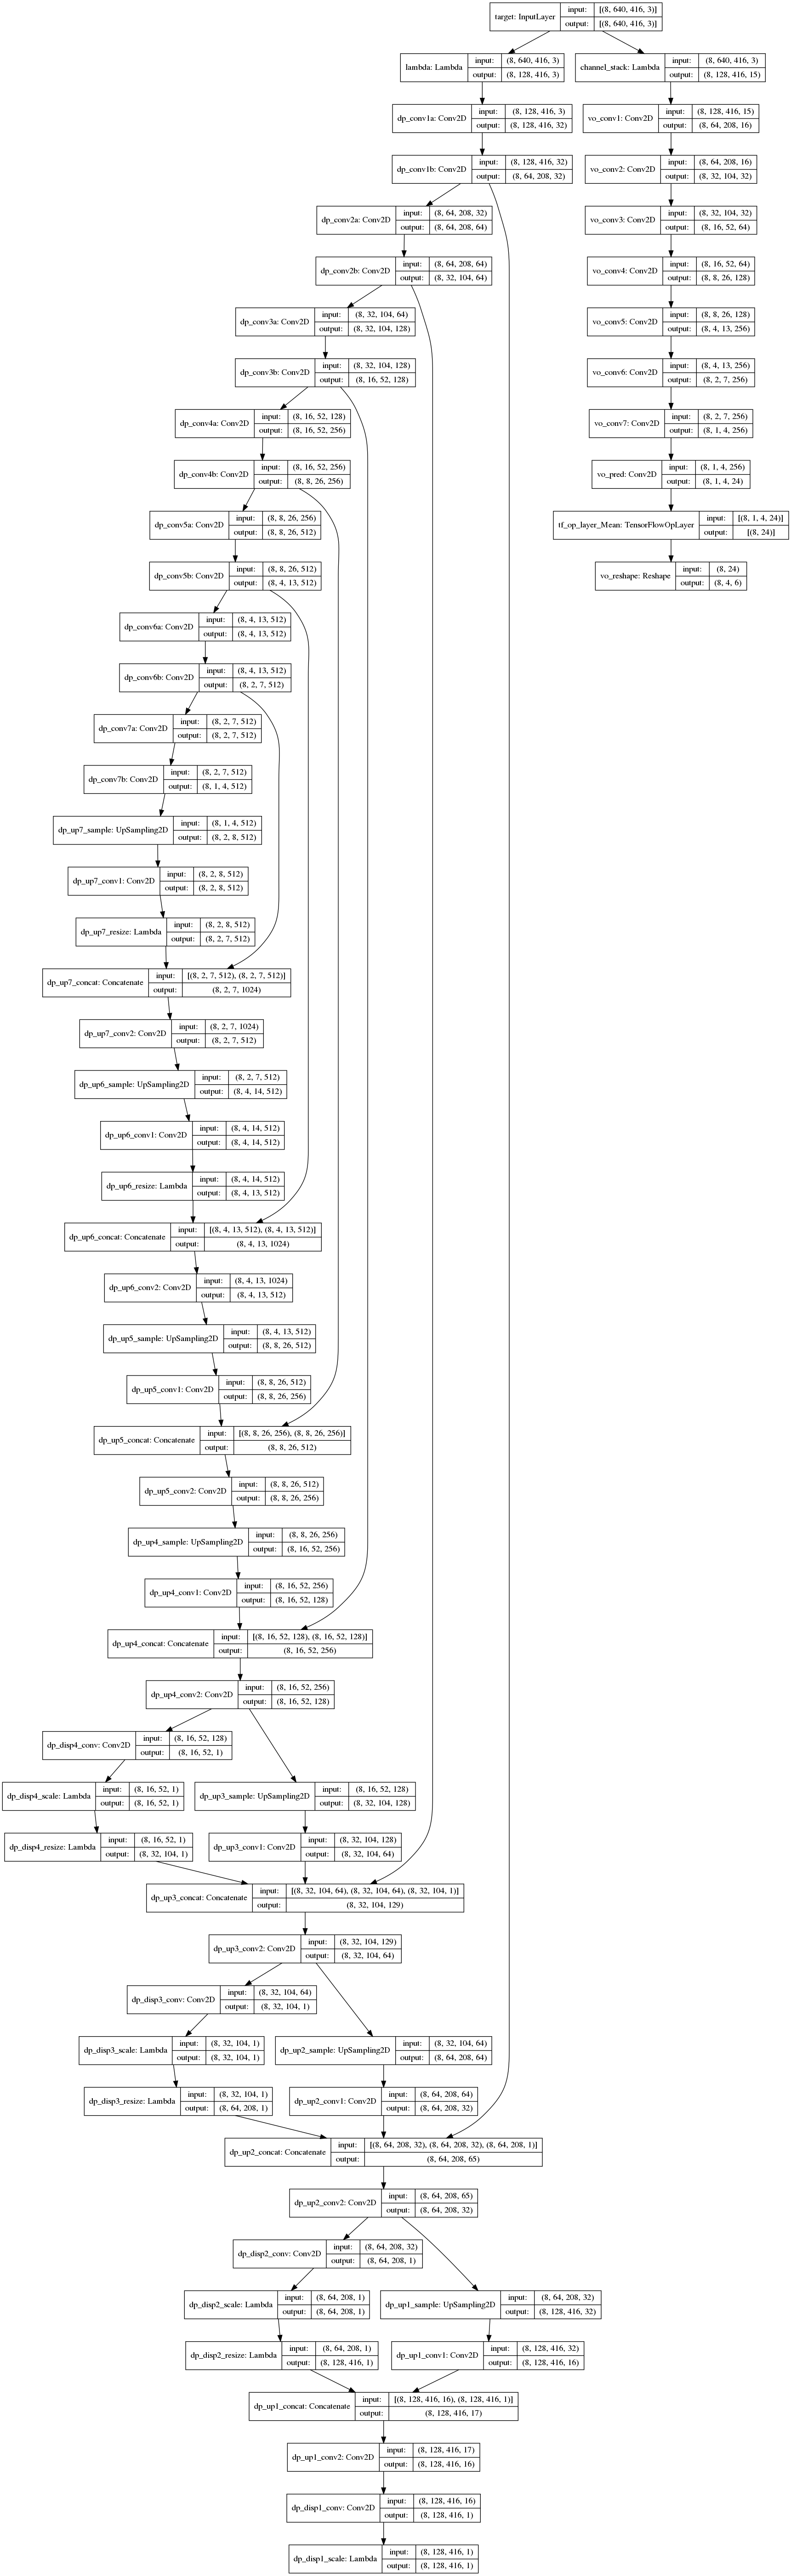 target: InputLayer input: [(8, 640, 416, 3)]
output: [(8, 640, 416, 3)]
lambda: Lambda input: (8, 640, 416, 3)
output: (8, 128, 416, 3)
channel_stack: Lambda input: (8, 640, 416, 3)
output: (8, 128, 416, 15)
dp_conv1a: Conv2D input: (8, 128, 416, 3)
output: (8, 128, 416, 32)
vo_conv1: Conv2D input: (8, 128, 416, 15)
output: (8, 64, 208, 16)
dp_conv1b: Conv2D input: (8, 128, 416, 32)
output: (8, 64, 208, 32)
vo_conv2: Conv2D input: (8, 64, 208, 16)
output: (8, 32, 104, 32)
dp_conv2a: Conv2D input: (8, 64, 208, 32)
output: (8, 64, 208, 64)
vo_conv3: Conv2D input: (8, 32, 104, 32)
output: (8, 16, 52, 64)
dp_conv2b: Conv2D input: (8, 64, 208, 64)
output: (8, 32, 104, 64)
vo_conv4: Conv2D input: (8, 16, 52, 64)
output: (8, 8, 26, 128)
dp_conv3a: Conv2D input: (8, 32, 104, 64)
output: (8, 32, 104, 128)
vo_conv5: Conv2D input: (8, 8, 26, 128)
output: (8, 4, 13, 256)
dp_conv3b: Conv2D input: (8, 32, 104, 128)
output: (8, 16, 52, 128)
vo_conv6: Conv2D input: (8, 4, 13, 256)
output: (8, 2, 7, 256)
dp_conv4a: Conv2D input: (8, 16, 52, 128)
output: (8, 16, 52, 256)
vo_conv7: Conv2D input: (8, 2, 7, 256)
output: (8, 1, 4, 256)
dp_conv4b: Conv2D input: (8, 16, 52, 256)
output: (8, 8, 26, 256)
vo_pred: Conv2D input: (8, 1, 4, 256)
output: (8, 1, 4, 24)
dp_conv5a: Conv2D input: (8, 8, 26, 256)
output: (8, 8, 26, 512)
tf_op_layer_Mean: TensorFlowOpLayer input: [(8, 1, 4, 24)]
output: [(8, 24)]
dp_conv5b: Conv2D input: (8, 8, 26, 512)
output: (8, 4, 13, 512)
vo_reshape: Reshape input: (8, 24)
output: (8, 4, 6)
dp_conv6a: Conv2D input: (8, 4, 13, 512)
output: (8, 4, 13, 512)
dp_conv6b: Conv2D input: (8, 4, 13, 512)
output: (8, 2, 7, 512)
dp_conv7a: Conv2D input: (8, 2, 7, 512)
output: (8, 2, 7, 512)
dp_conv7b: Conv2D input: (8, 2, 7, 512)
output: (8, 1, 4, 512)
dp_up7_sample: UpSampling2D input: (8, 1, 4, 512)
output: (8, 2, 8, 512)
dp_up7_conv1: Conv2D input: (8, 2, 8, 512)
output: (8, 2, 8, 512)
dp_up7_resize: Lambda input: (8, 2, 8, 512)
output: (8, 2, 7, 512)
dp_up7_concat: Concatenate input: [(8, 2, 7, 512), (8, 2, 7, 512)]
output: (8, 2, 7, 1024)
dp_up7_conv2: Conv2D input: (8, 2, 7, 1024)
output: (8, 2, 7, 512)
dp_up6_sample: UpSampling2D input: (8, 2, 7, 512)
output: (8, 4, 14, 512)
dp_up6_conv1: Conv2D input: (8, 4, 14, 512)
output: (8, 4, 14, 512)
dp_up6_resize: Lambda input: (8, 4, 14, 512)
output: (8, 4, 13, 512)
dp_up6_concat: Concatenate input: [(8, 4, 13, 512), (8, 4, 13, 512)]
output: (8, 4, 13, 1024)
dp_up6_conv2: Conv2D input: (8, 4, 13, 1024)
output: (8, 4, 13, 512)
dp_up5_sample: UpSampling2D input: (8, 4, 13, 512)
output: (8, 8, 26, 512)
dp_up5_conv1: Conv2D input: (8, 8, 26, 512)
output: (8, 8, 26, 256)
dp_up5_concat: Concatenate input: [(8, 8, 26, 256), (8, 8, 26, 256)]
output: (8, 8, 26, 512)
dp_up5_conv2: Conv2D input: (8, 8, 26, 512)
output: (8, 8, 26, 256)
dp_up4_sample: UpSampling2D input: (8, 8, 26, 256)
output: (8, 16, 52, 256)
dp_up4_conv1: Conv2D input: (8, 16, 52, 256)
output: (8, 16, 52, 128)
dp_up4_concat: Concatenate input: [(8, 16, 52, 128), (8, 16, 52, 128)]
output: (8, 16, 52, 256)
dp_up4_conv2: Conv2D input: (8, 16, 52, 256)
output: (8, 16, 52, 128)
dp_disp4_conv: Conv2D input: (8, 16, 52, 128)
output: (8, 16, 52, 1)
dp_disp4_scale: Lambda input: (8, 16, 52, 1)
output: (8, 16, 52, 1)
dp_up3_sample: UpSampling2D input: (8, 16, 52, 128)
output: (8, 32, 104, 128)
dp_disp4_resize: Lambda input: (8, 16, 52, 1)
output: (8, 32, 104, 1)
dp_up3_conv1: Conv2D input: (8, 32, 104, 128)
output: (8, 32, 104, 64)
dp_up3_concat: Concatenate input: [(8, 32, 104, 64), (8, 32, 104, 64), (8, 32, 104, 1)]
output: (8, 32, 104, 129)
dp_up3_conv2: Conv2D input: (8, 32, 104, 129)
output: (8, 32, 104, 64)
dp_disp3_conv: Conv2D input: (8, 32, 104, 64)
output: (8, 32, 104, 1)
dp_disp3_scale: Lambda input: (8, 32, 104, 1)
output: (8, 32, 104, 1)
dp_up2_sample: UpSampling2D input: (8, 32, 104, 64)
output: (8, 64, 208, 64)
dp_disp3_resize: Lambda input: (8, 32, 104, 1)
output: (8, 64, 208, 1)
dp_up2_conv1: Conv2D input: (8, 64, 208, 64)
output: (8, 64, 208, 32)
dp_up2_concat: Concatenate input: [(8, 64, 208, 32), (8, 64, 208, 32), (8, 64, 208, 1)]
output: (8, 64, 208, 65)
dp_up2_conv2: Conv2D input: (8, 64, 208, 65)
output: (8, 64, 208, 32)
dp_disp2_conv: Conv2D input: (8, 64, 208, 32)
output: (8, 64, 208, 1)
dp_disp2_scale: Lambda input: (8, 64, 208, 1)
output: (8, 64, 208, 1)
dp_up1_sample: UpSampling2D input: (8, 64, 208, 32)
output: (8, 128, 416, 32)
dp_disp2_resize: Lambda input: (8, 64, 208, 1)
output: (8, 128, 416, 1)
dp_up1_conv1: Conv2D input: (8, 128, 416, 32)
output: (8, 128, 416, 16)
dp_up1_concat: Concatenate input: [(8, 128, 416, 16), (8, 128, 416, 1)]
output: (8, 128, 416, 17)
dp_up1_conv2: Conv2D input: (8, 128, 416, 17)
output: (8, 128, 416, 16)
dp_disp1_conv: Conv2D input: (8, 128, 416, 16)
output: (8, 128, 416, 1)
dp_disp1_scale: Lambda input: (8, 128, 416, 1)
output: (8, 128, 416, 1)